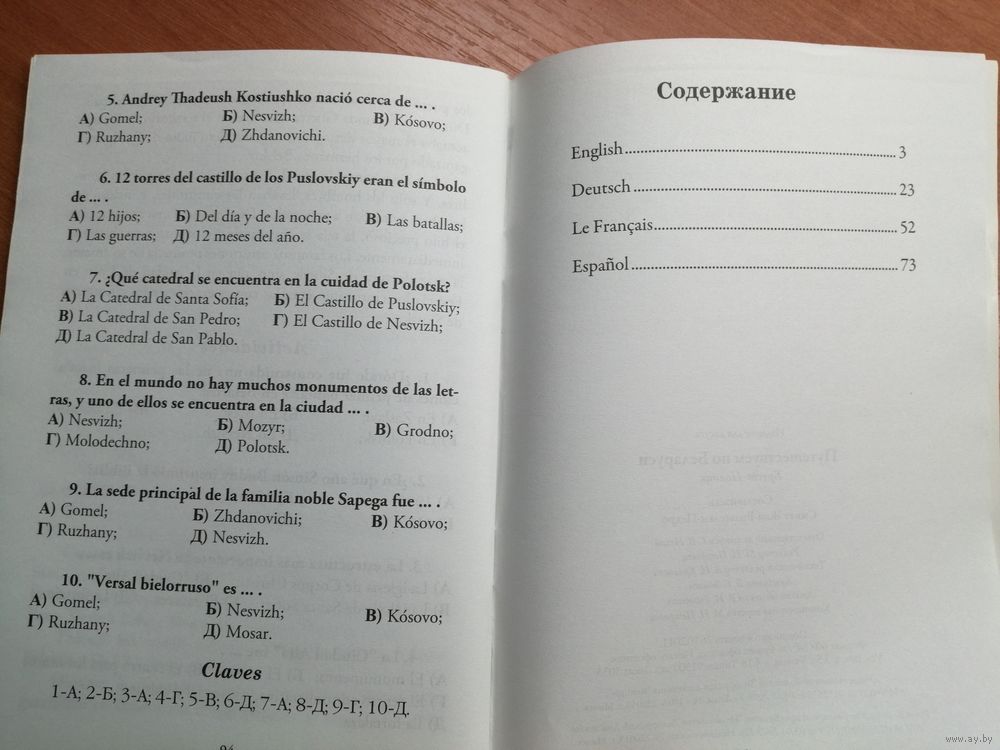 5. Andrey Thadeush Kostiushko nació cerca de ... .
А) Gomel; Б) Nesvizh; В) Kósovo;
Г) Ruzhany; Д) Zhdanovichi.
6. 12 torres del castillo de los Puslovskiy eran el símbolo
de ... .
А) 12 hijos; Б) Del día y de la noche; В) Las batallas;
Г) Las guerras; Д) 12 meses del año.
7. ¿Qué catedral se encuentra en la cuidad de Polotsk?
А) La Catedral de Santa Sofía; Б) El Castillo de Puslovskiy;
В) La Catedral de San Pedro; Г) El Castillo de Nesvizh;
Д) La Catedral de San Pablo.
8. En el mundo no hay muchos monumentos de las let-
ras, y uno de ellos se encuentra en la ciudad ... .
А) Nesvizh; Б) Mozyr; В) Grodno;
Г) Molodechno; Д) Polotsk.
9. La sede principal de la familia noble Sapega fue ... .
А) Gomel; Б) Zhdanovichi; В) Kósovo;
Г) Ruzhany; Д) Nesvizh.
10. "Versal bielorruso" es ... .
А) Gomel; Б) Nesvizh; В) Kósovo;
Г) Ruzhany; Д) Mosar.
Claves
1-А; 2-Б; 3-А; 4-Г; 5-В; 6-Д; 7-А; 8-Д; 9-Г; 10-Д.
Содержание
English 3
Deutsch 23
Le Français 52
Español 73
Путешествуем по Беларуси
www.ay.by